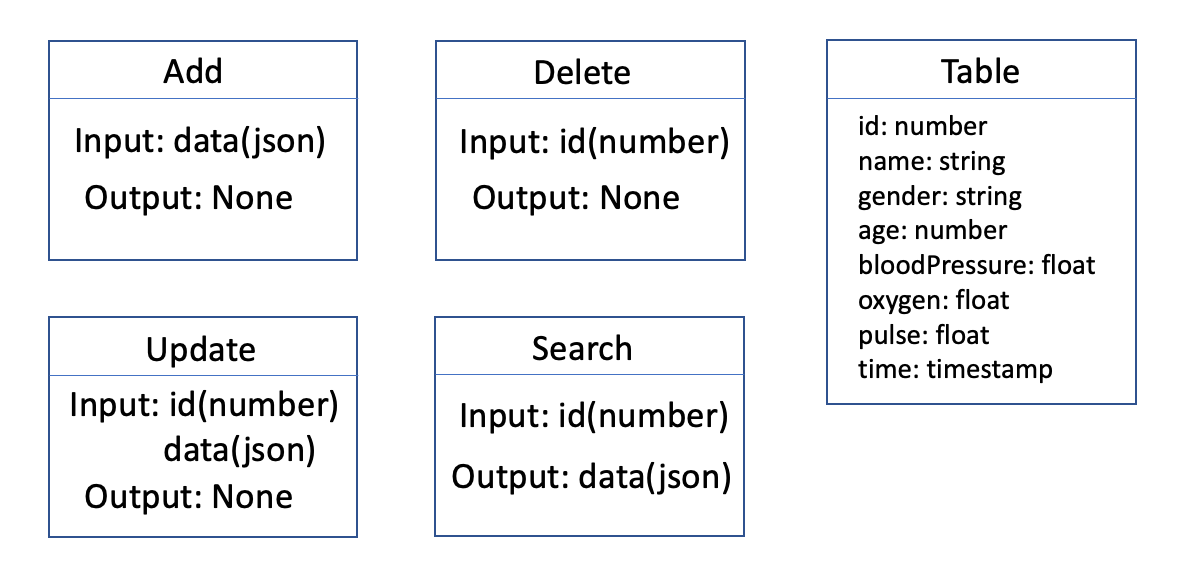 Add
Input: data(json)
Output: None
Delete
Input: id(number)
Output: None
Table
id: number
name: string
gender: string
age: number
bloodPressure: float
oxygen: float
pulse: float
time: timestamp
Update
Input: id(number)
data(json)
Output: None
Search
Input: id(number)
Output: data(json)